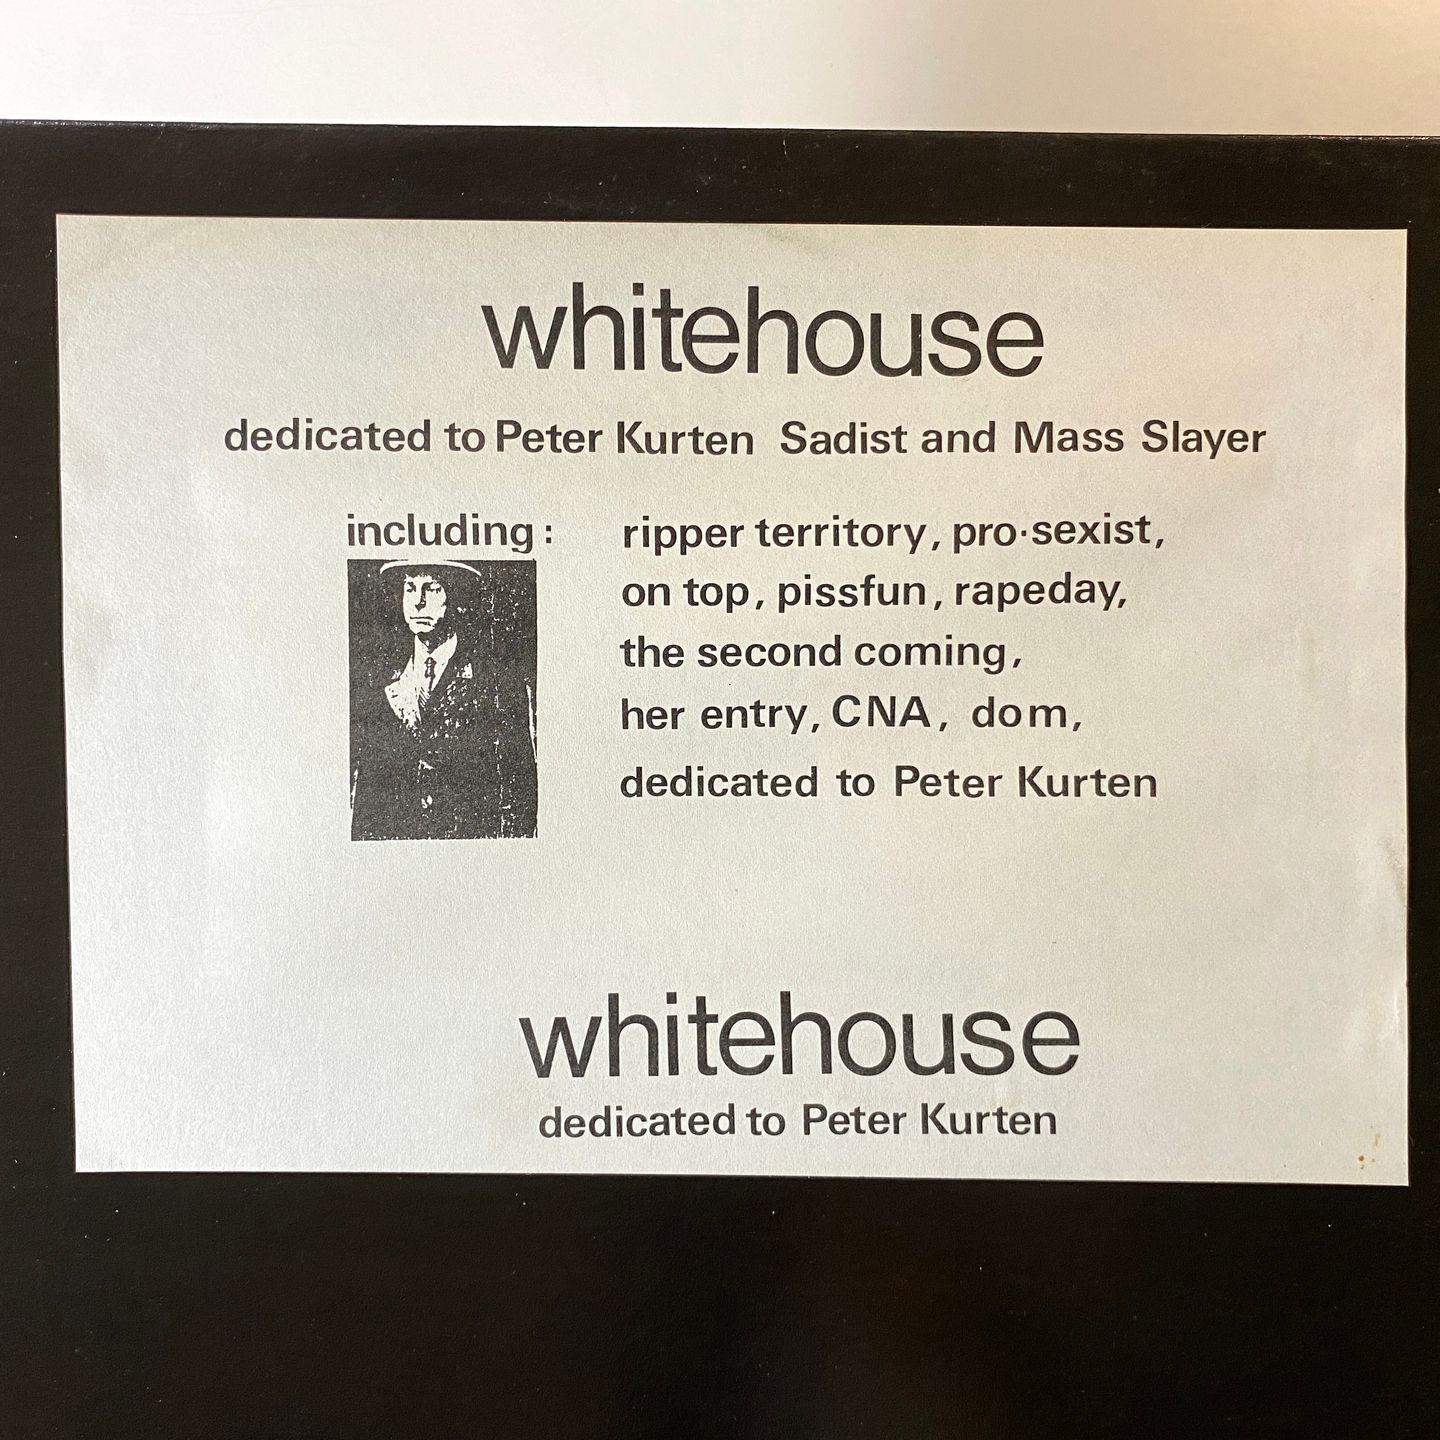 whitehouse
dedicated to Peter Kurten Sadist and Mass Slayer
including: ripper territory, pro·sexist,
on top, pissfun, rapeday,
the second coming,
her entry, CNA, dom,
dedicated to Peter Kurten
whitehouse
dedicated to Peter Kurten